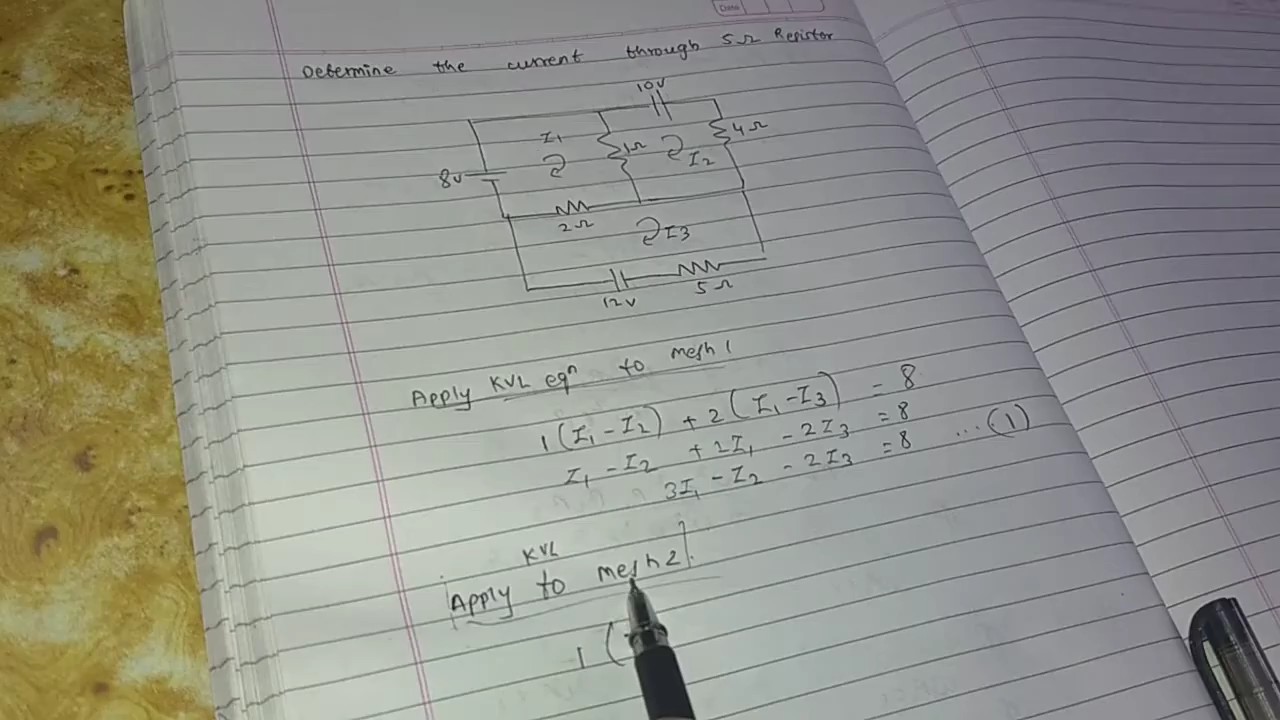 Date
Determine the current through 5Ω Resistor
10V
I1
1Ω
I2
4Ω
8V
2Ω
I3
12V
5Ω
Apply KVL eqn to mesh 1
1(I1 - I2) + 2(I1 - I3) = 8
I1 - I2 + 2I1 - 2I3 = 8
3I1 - I2 - 2I3 = 8 ...(1)
KVL
Apply to mesh 2
1(